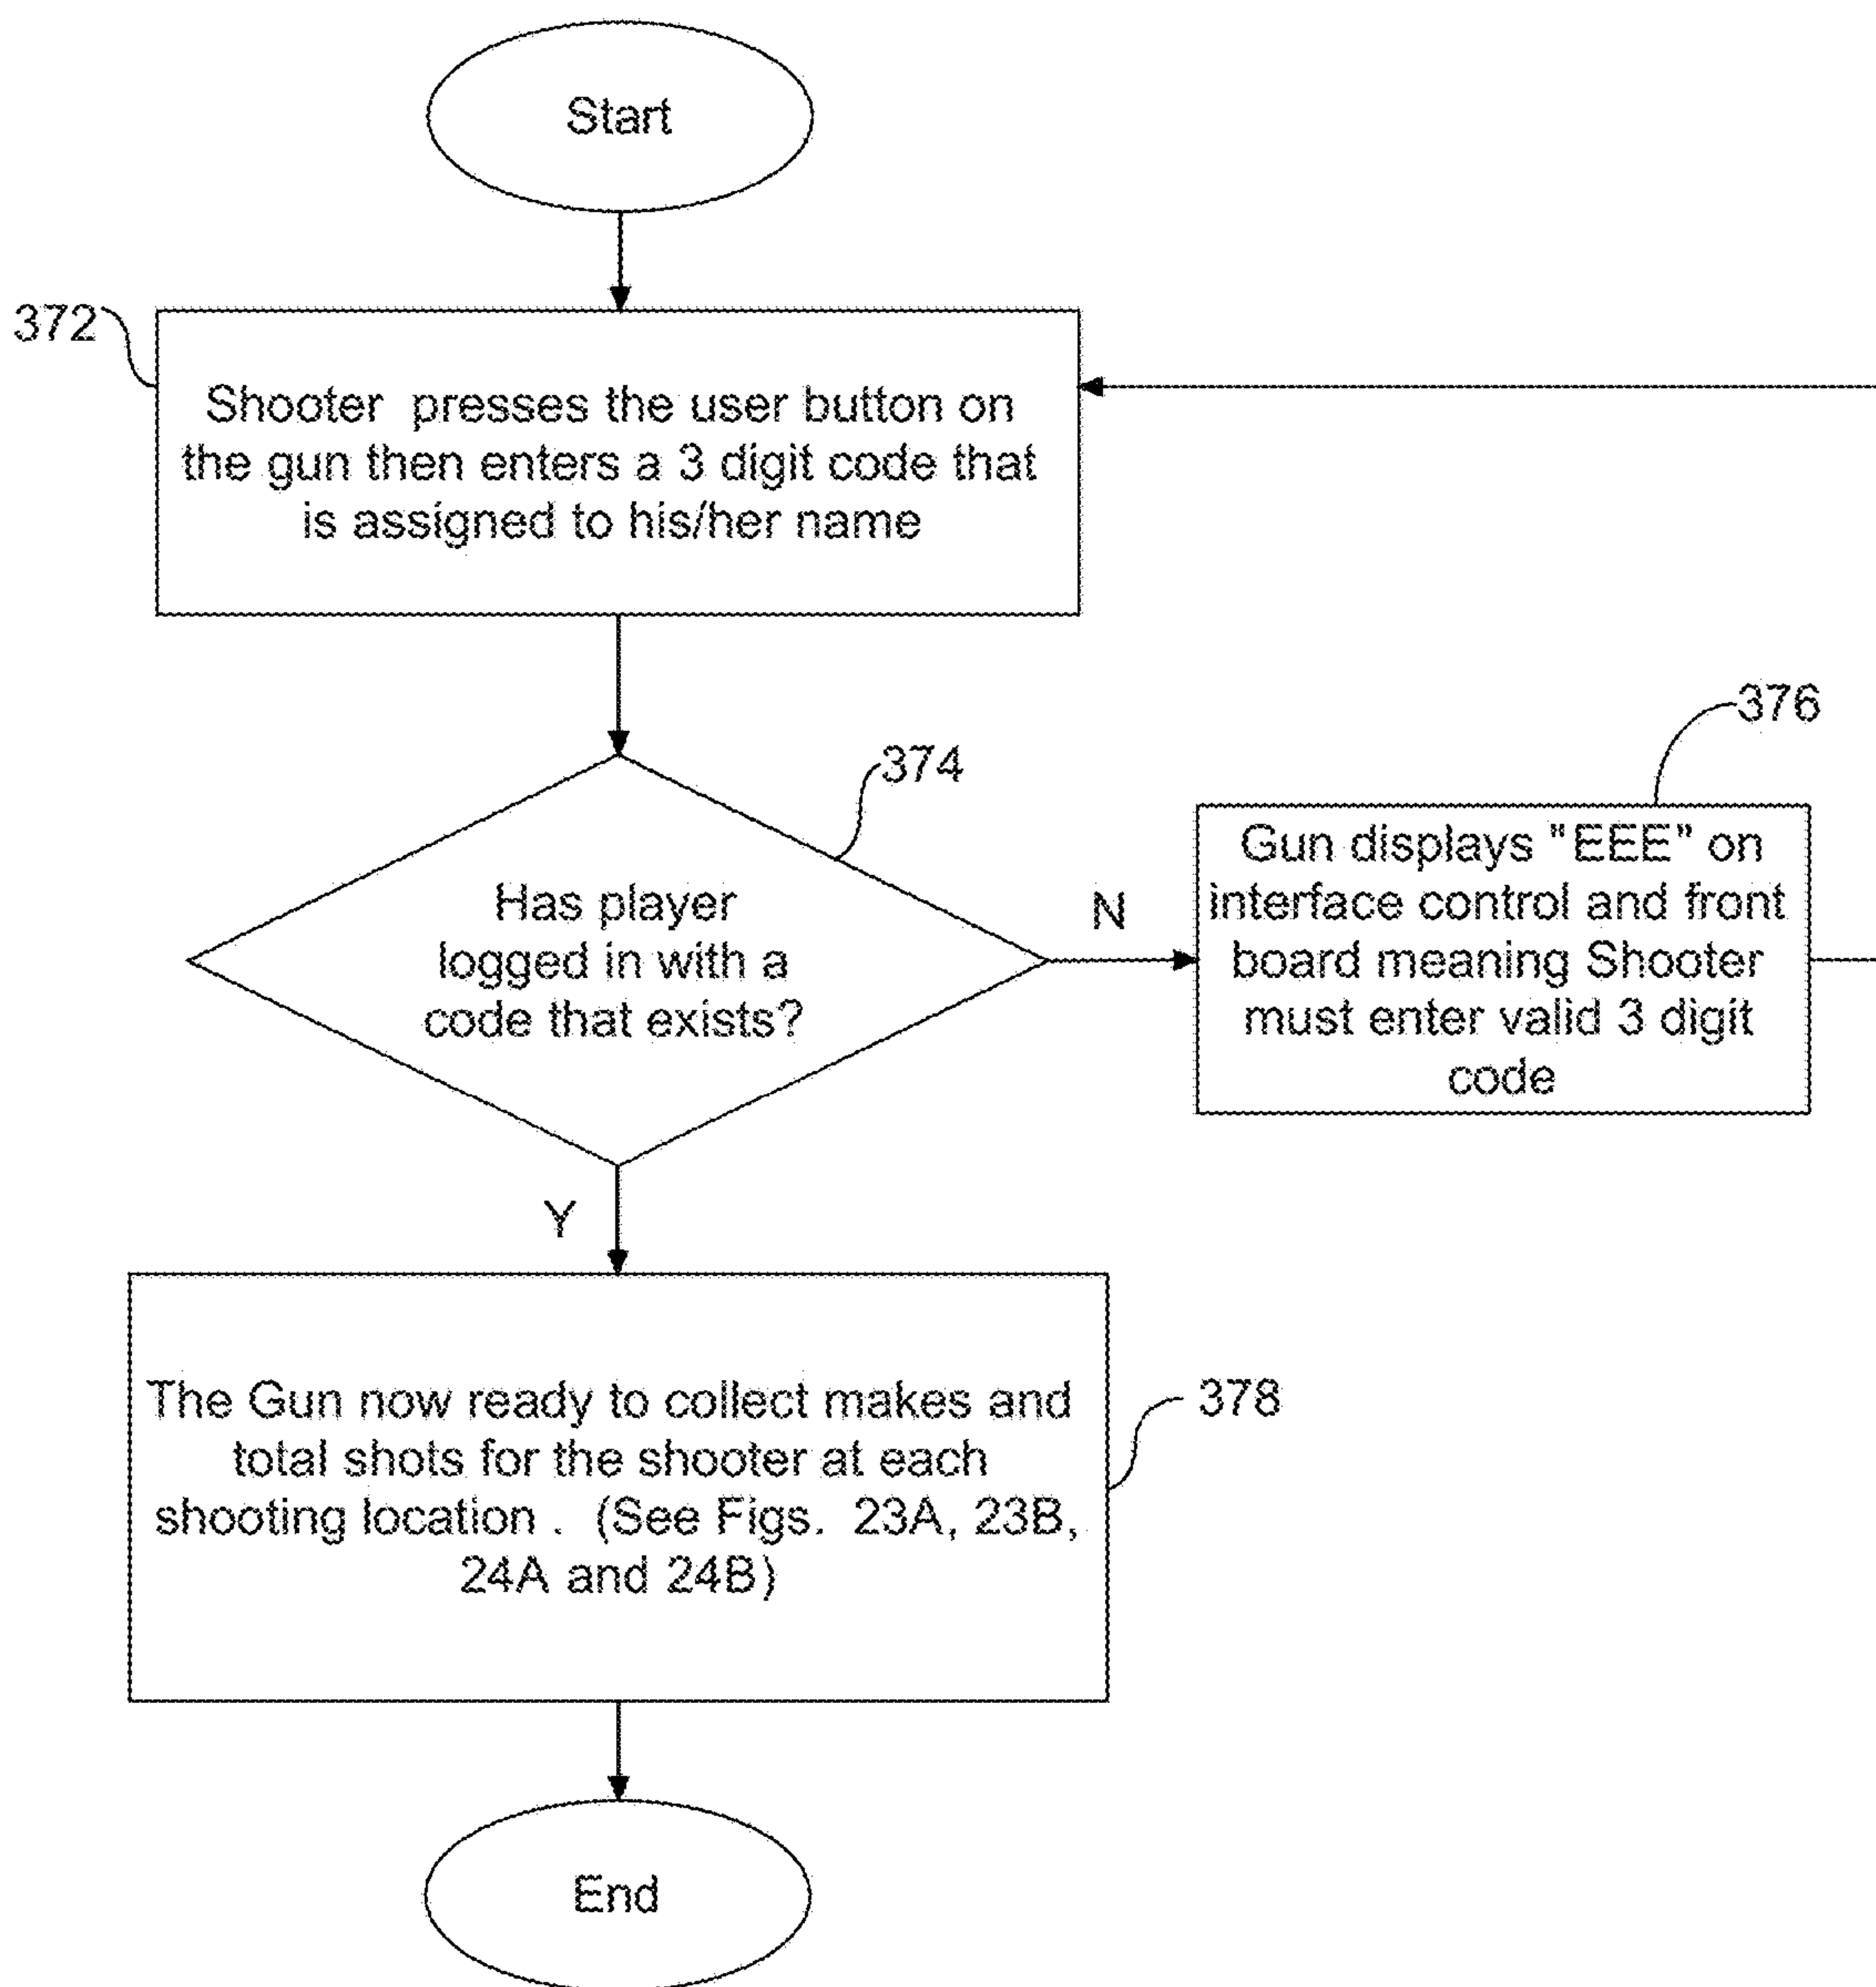 Start
372
Shooter presses the user button on
the gun then enters a 3 digit code that
is assigned to his/her name
374
Has player
logged in with a
code that exists?
N
376
Gun displays "EEE" on
interface control and front
board meaning Shooter
must enter valid 3 digit
code
Y
The Gun now ready to collect makes and
total shots for the shooter at each
shooting location . (See Figs. 23A, 23B,
24A and 24B)
378
End